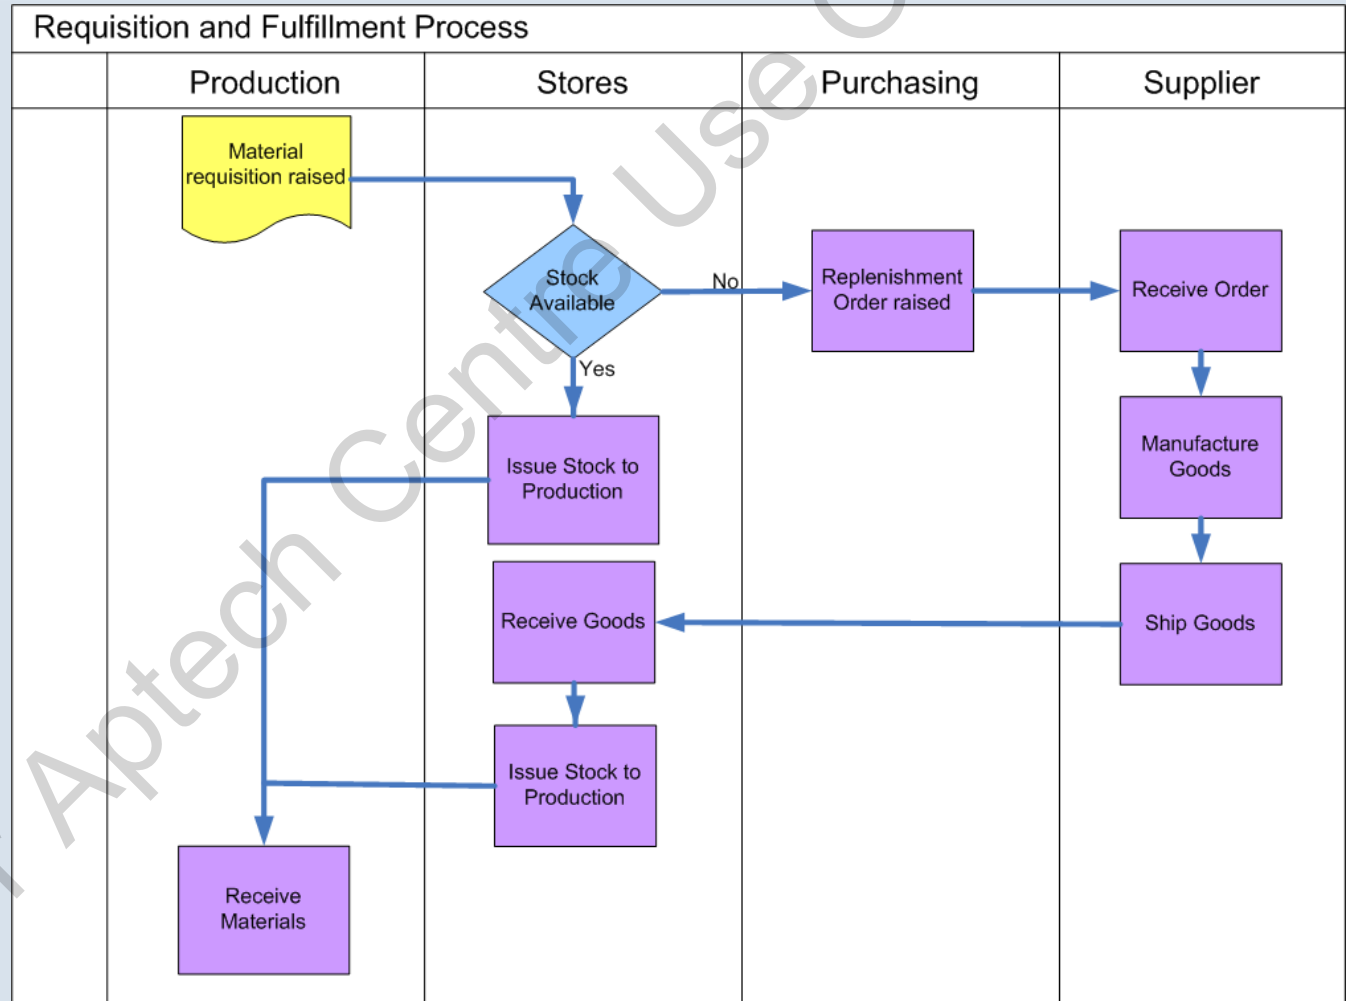 Requisition and Fulfillment Process
Production
Stores
Purchasing
Supplier
Material
requisition raised
Stock
Available
No
Replenishment
Order raised
Receive Order
Yes
Manufacture
Goods
Issue Stock to
Production
Receive Goods
Ship Goods
Issue Stock to
Production
Receive
Materials
Aptech Centre Use